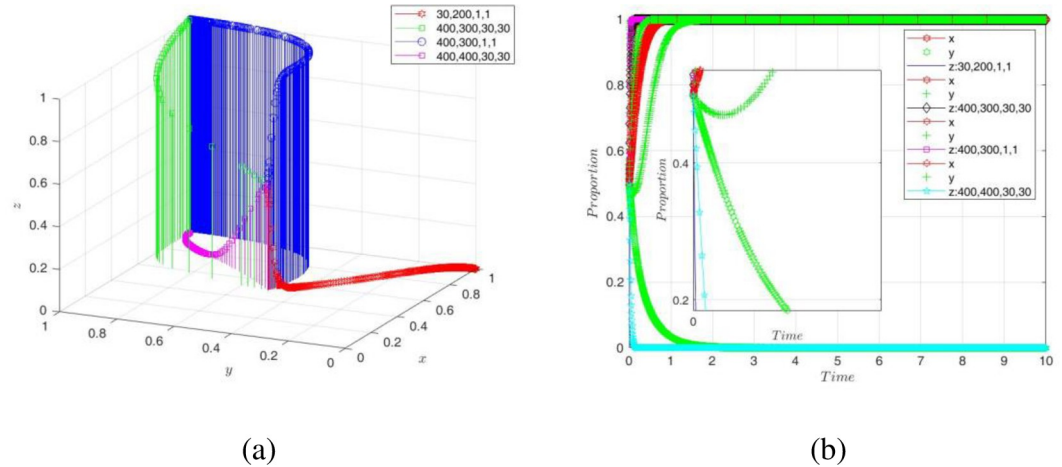 30,200,1,1
400,300,30,30
400,300,1,1
400,400,30,30
1
0.8
0.6
0.4
0.2
0
z
1
0.8
0.6
0.4
0.2
0
y
0
0.2
0.4
0.6
0.8
1
x
(a)
1
0.8
0.6
0.4
0.2
0
Proportion
0 1 2 3 4 5 6 7 8 9 10
Time
x
y
z:30,200,1,1
x
y
z:400,300,30,30
x
y
z:400,300,1,1
x
y
z:400,400,30,30
0.4
0.2
Proportion
0
Time
(b)